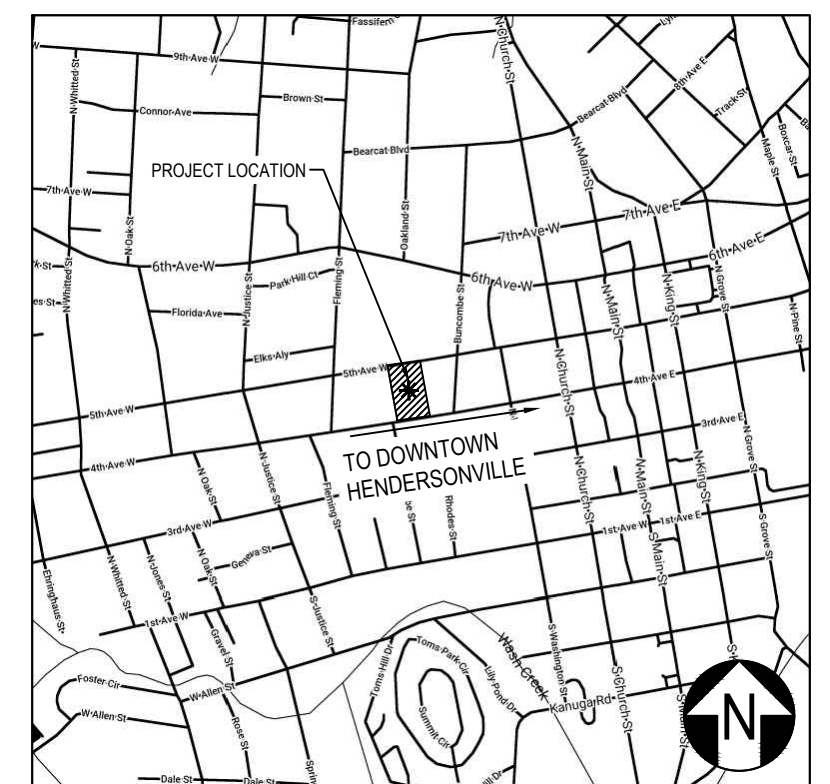 Fassifern
N-Church-St
9th-Ave-W
N-Whitted-St
Brown-St
Connor-Ave
8th-Ave-E
Track-St
Bearcat-Blvd
Boxcar-St
Maple-St
Bearcat-Blvd
N-Main-St
PROJECT LOCATION
7th-Ave-W
N-Oak-St
Oakland-St
7th-Ave-E
7th-Ave-W
6th-Ave-E
6th-Ave-W
6th-Ave-W
Park-Hill-Ct
N-Justice-St
Fleming-St
Buncombe-St
N-Whitted-St
N-Main-St
N-King-St
N-Grove-St
N-Pine-St
Florida-Ave
Elks-Aly
5th-Ave-W
4th-Ave-E
N-Church-St
5th-Ave-W
3rd-Ave-E
TO DOWNTOWN
HENDERSONVILLE
4th-Ave-W
N-Oak-St
N-Justice-St
Fleming-St
Rhodes-St
N-Church-St
N-Main-St
N-King-St
N-Grove-St
3rd-Ave-W
1st-Ave-W
1st-Ave-E
Geneva-St
N-Oak-St
N-Jones-St
N-Whitted-St
Ehringhaus-St
S-Main-St
S-Grove-St
1st-Ave-W
Gravel-St
S-Justice-St
Toms-Hill-Dr
Toms-Park-Cir
Lily-Pond-Dr
Wash-Creek
S-Washington-St
S-Church-St
Foster-Cir
W-Allen-St
W-Allen-St
Rose-St
Summit-Cir
Kanuga-Rd
S-Main-St
N
Dale-St
Dale-St